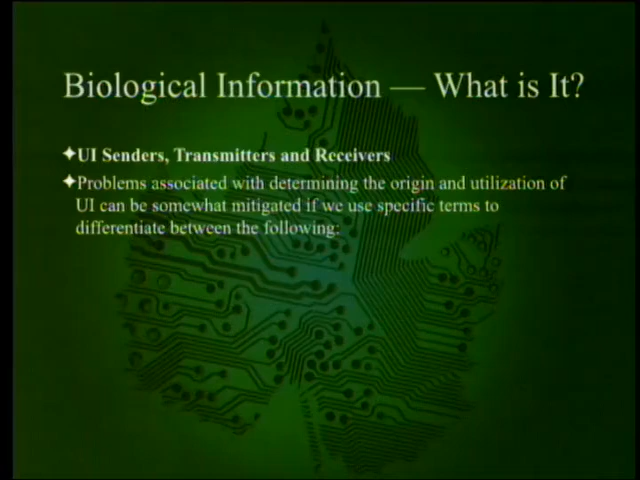 Biological Information — What is It?
✦UI Senders, Transmitters and Receivers
✦Problems associated with determining the origin and utilization of
UI can be somewhat mitigated if we use specific terms to
differentiate between the following: